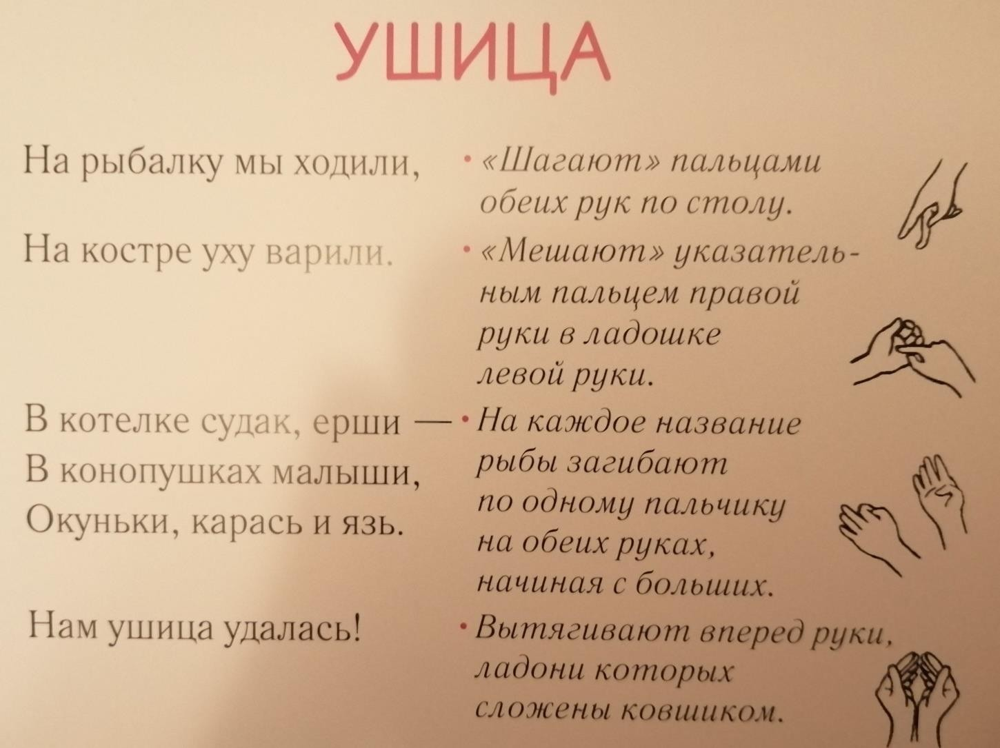 УШИЦА
На рыбалку мы ходили,
• «Шагают» пальцами
обеих рук по столу.
На костре уху варили.
• «Мешают» указатель-
ным пальцем правой
руки в ладошке
левой руки.
В котелке судак, ерши —
В конопушках малыши,
Окуньки, карась и язь.
• На каждое название
рыбы загибают
по одному пальчику
на обеих руках,
начиная с больших.
Нам ушица удалась!
• Вытягивают вперед руки,
ладони которых
сложены ковшиком.